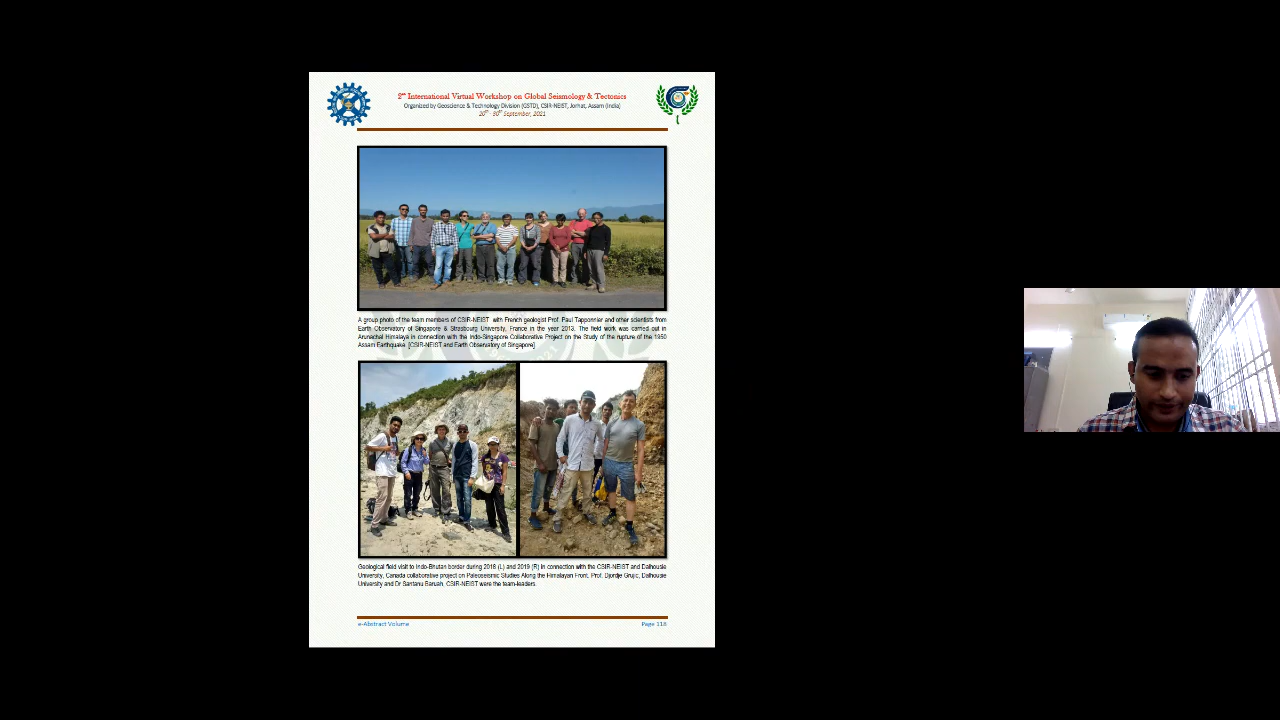 2nd International Virtual Workshop on Global Seismology & Tectonics
Organized by Geoscience & Technology Division (GSTD), CSIR-NEIST, Jorhat, Assam (India)
20th - 30th September, 2021
A group photo of the team members of CSIR-NEIST with French geologist Prof. Paul Tapponnier and other scientists from
Earth Observatory of Singapore & Strasbourg University, France in the year 2013. The field work was carried out in
Arunachal Himalaya in connection with the Indo-Singapore Collaborative Project on the Study of the rupture of the 1950
Assam Earthquake. [CSIR-NEIST and Earth Observatory of Singapore]
Geological field visit to Indo-Bhutan border during 2018 (L) and 2019 (R) in connection with the CSIR-NEIST and Dalhousie
University, Canada collaborative project on Paleoseismic Studies Along the Himalayan Front. Prof. Djordje Grujic, Dalhousie
University and Dr Santanu Baruah, CSIR-NEIST were the team-leaders.
e-Abstract Volume
Page 118